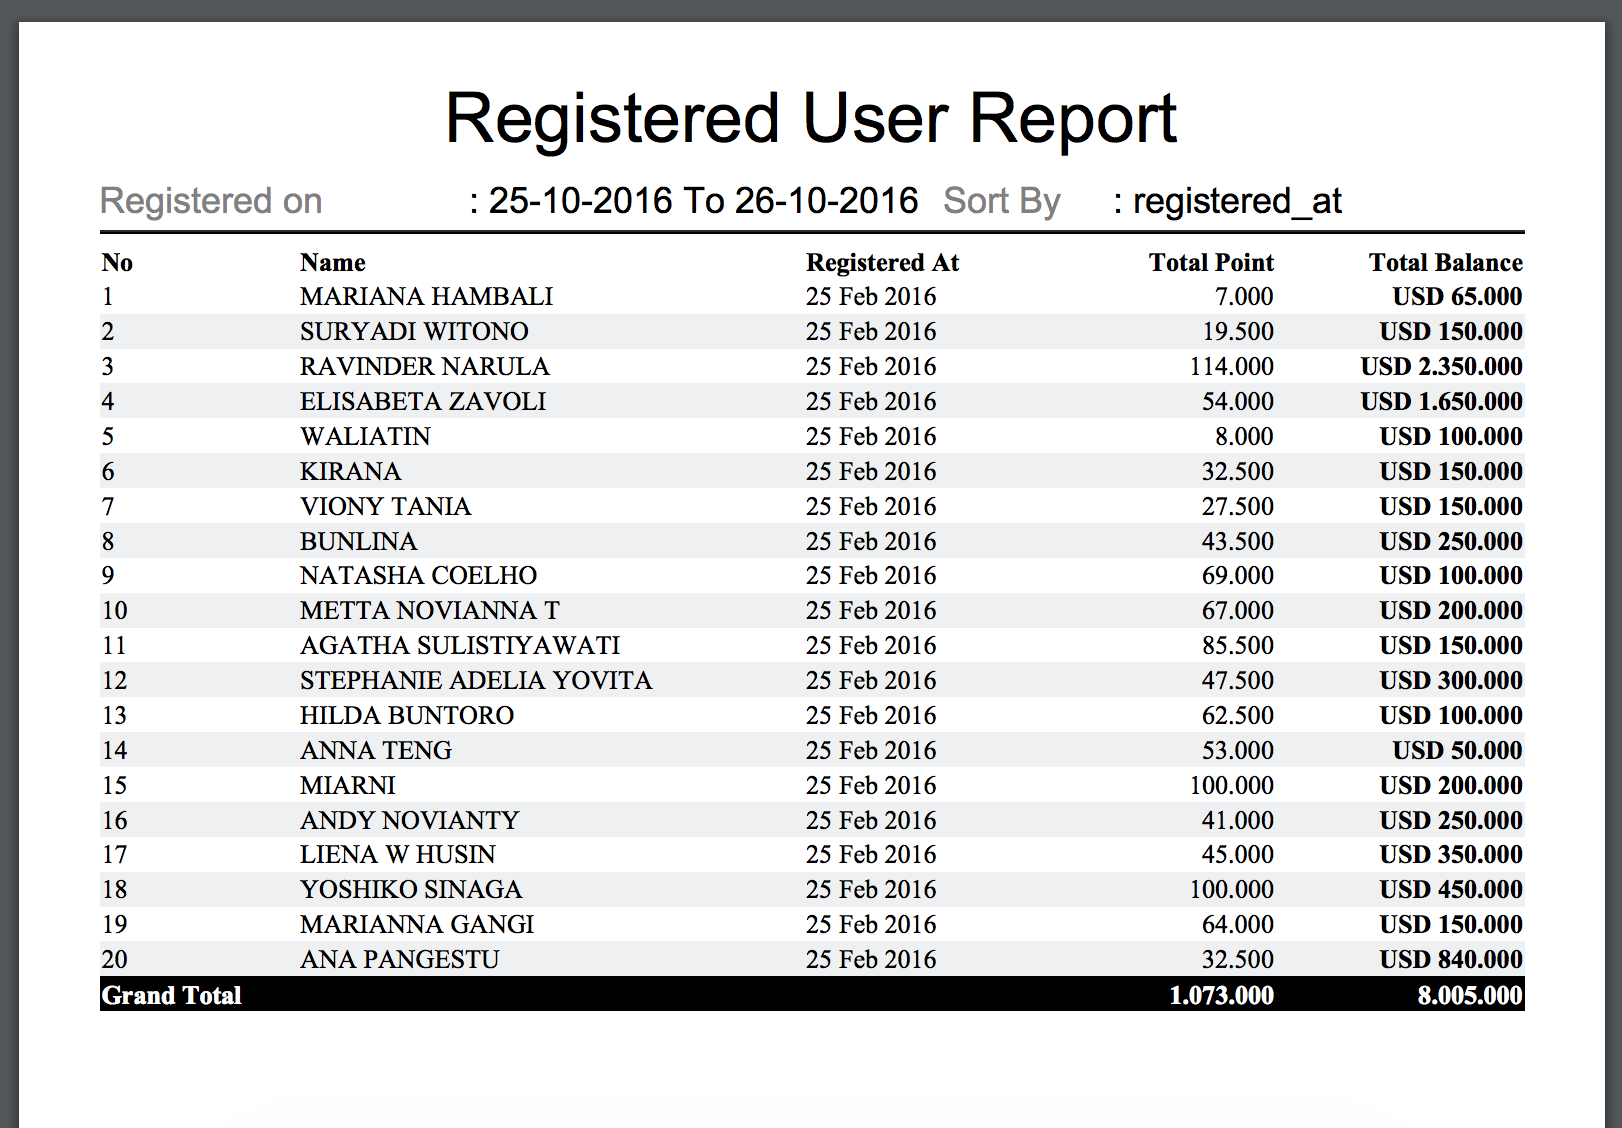 Registered User Report
Registered on : 25-10-2016 To 26-10-2016 Sort By : registered_at
No Name Registered At Total Point Total Balance
1 MARIANA HAMBALI 25 Feb 2016 7.000 USD 65.000
2 SURYADI WITONO 25 Feb 2016 19.500 USD 150.000
3 RAVINDER NARULA 25 Feb 2016 114.000 USD 2.350.000
4 ELISABETA ZAVOLI 25 Feb 2016 54.000 USD 1.650.000
5 WALIATIN 25 Feb 2016 8.000 USD 100.000
6 KIRANA 25 Feb 2016 32.500 USD 150.000
7 VIONY TANIA 25 Feb 2016 27.500 USD 150.000
8 BUNLINA 25 Feb 2016 43.500 USD 250.000
9 NATASHA COELHO 25 Feb 2016 69.000 USD 100.000
10 METTA NOVIANNA T 25 Feb 2016 67.000 USD 200.000
11 AGATHA SULISTIYAWATI 25 Feb 2016 85.500 USD 150.000
12 STEPHANIE ADELIA YOVITA 25 Feb 2016 47.500 USD 300.000
13 HILDA BUNTORO 25 Feb 2016 62.500 USD 100.000
14 ANNA TENG 25 Feb 2016 53.000 USD 50.000
15 MIARNI 25 Feb 2016 100.000 USD 200.000
16 ANDY NOVIANTY 25 Feb 2016 41.000 USD 250.000
17 LIENA W HUSIN 25 Feb 2016 45.000 USD 350.000
18 YOSHIKO SINAGA 25 Feb 2016 100.000 USD 450.000
19 MARIANNA GANGI 25 Feb 2016 64.000 USD 150.000
20 ANA PANGESTU 25 Feb 2016 32.500 USD 840.000
Grand Total 1.073.000 8.005.000